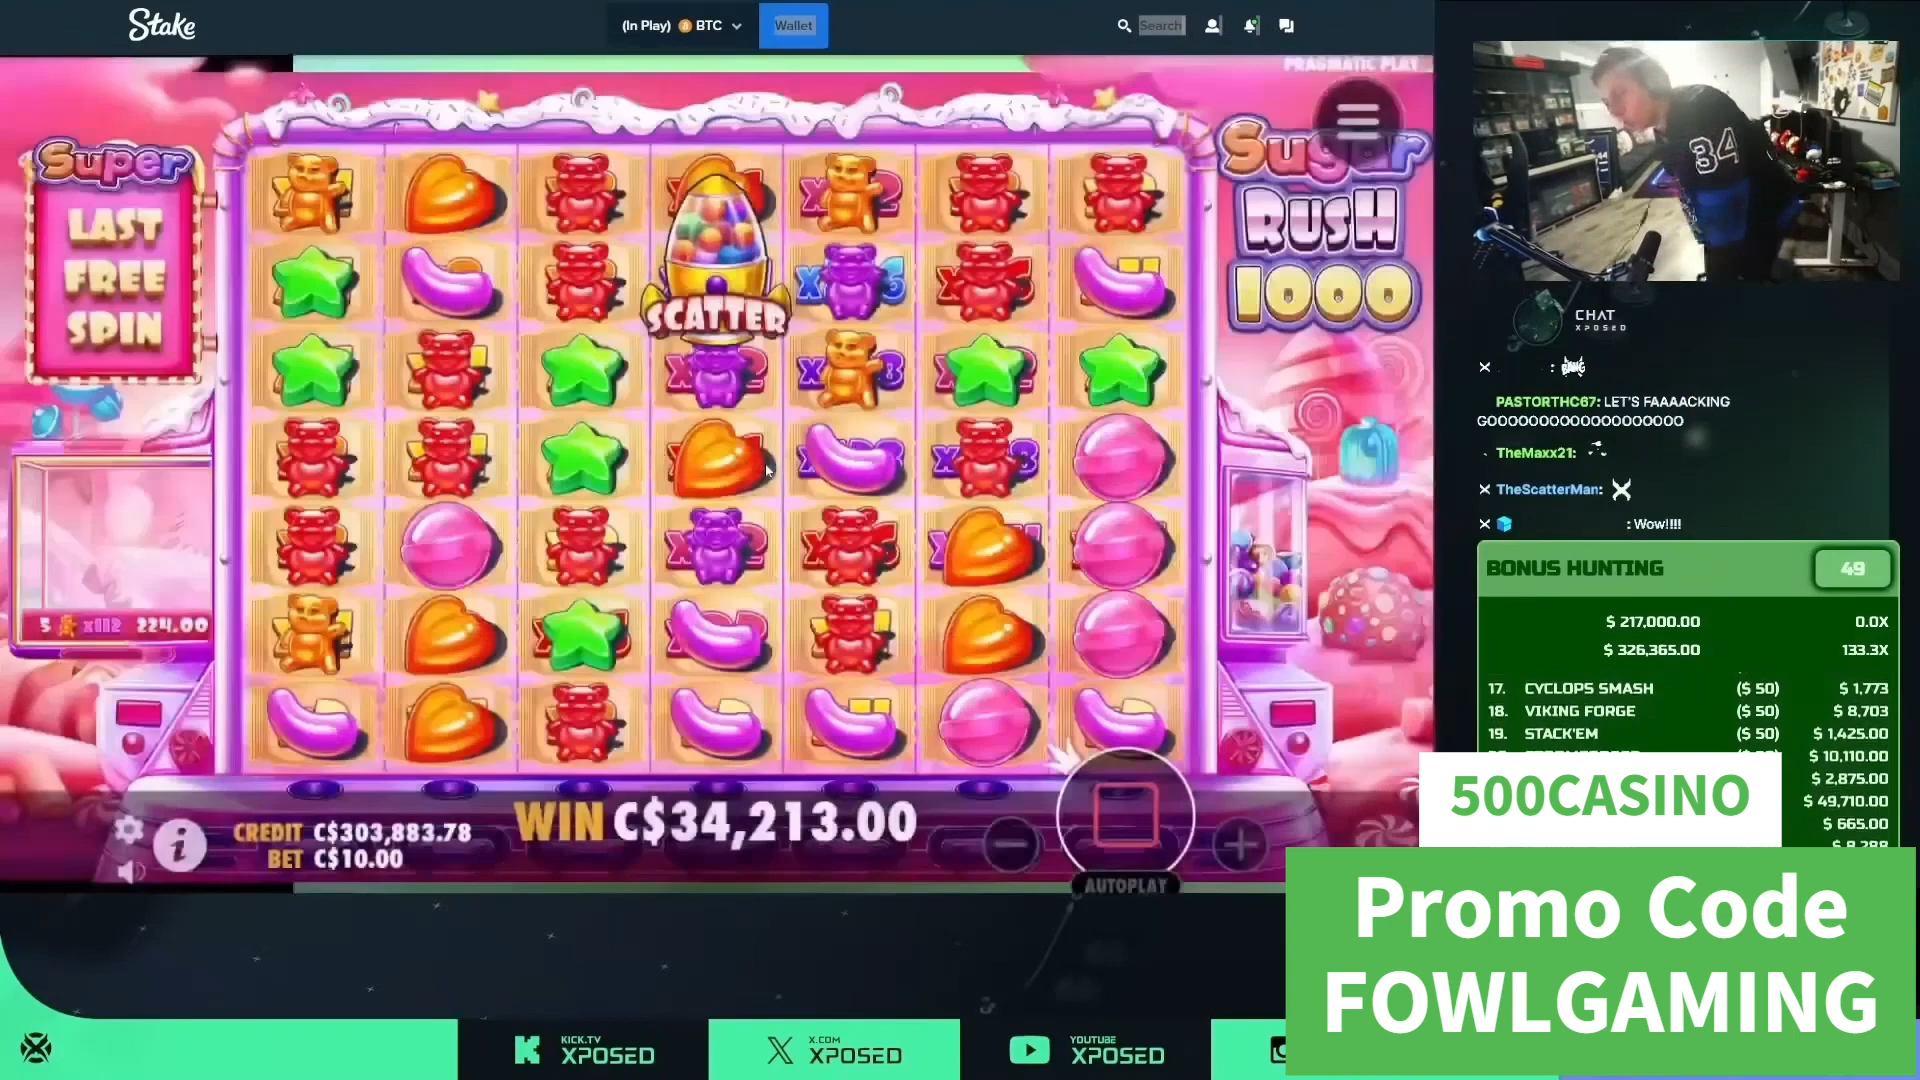 Stake
(In Play) BTC
Wallet
Search
PRAGMATIC PLAY
Super
LAST
FREE
SPIN
Sugar
RUSH
1000
SCATTER
34
5 x112 224.00
CREDIT C$303,883.78
BET C$10.00
WIN C$34,213.00
AUTOPLAY
CHAT
XPOSED
PASTORTHC67: LET'S FAAAACKING
GOOOOOOOOOOOOOOOOOOO
TheMaxx21:
TheScatterMan:
: Wow!!!!
BONUS HUNTING 49
$ 217,000.00 0.0X
$ 326,365.00 133.3X
17. CYCLOPS SMASH ($ 50) $ 1,773
18. VIKING FORGE ($ 50) $ 8,703
19. STACK'EM ($ 50) $ 1,425.00
$ 10,110.00
$ 2,875.00
$ 49,710.00
$ 665.00
500CASINO
Promo Code
FOWLGAMING
KICK.TV
XPOSED
X.COM
XPOSED
YOUTUBE
XPOSED